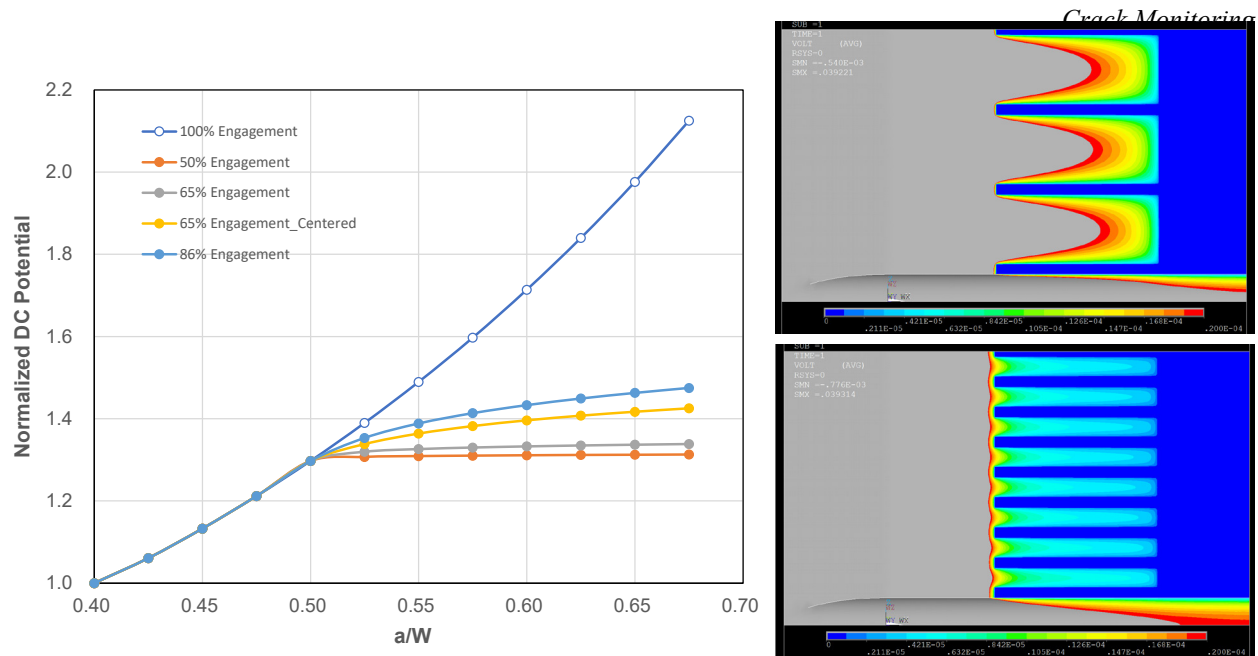 Crack Monitoring
2.2
2.0
1.8
1.6
1.4
1.2
1.0
Normalized DC Potential
100% Engagement
50% Engagement
65% Engagement
65% Engagement_Centered
86% Engagement
0.40 0.45 0.50 0.55 0.60 0.65 0.70
a/W
SUB =1
TIME=1
VOLT (AVG)
RSYS=0
SMN =-.540E-03
SMX =.039221
0 .421E-05 .842E-05 .126E-04 .168E-04
.211E-05 .632E-05 .105E-04 .147E-04 .200E-04
SUB =1
TIME=1
VOLT (AVG)
RSYS=0
SMN =-.776E-03
SMX =.039314
0 .421E-05 .842E-05 .126E-04 .168E-04
.211E-05 .632E-05 .105E-04 .147E-04 .200E-04